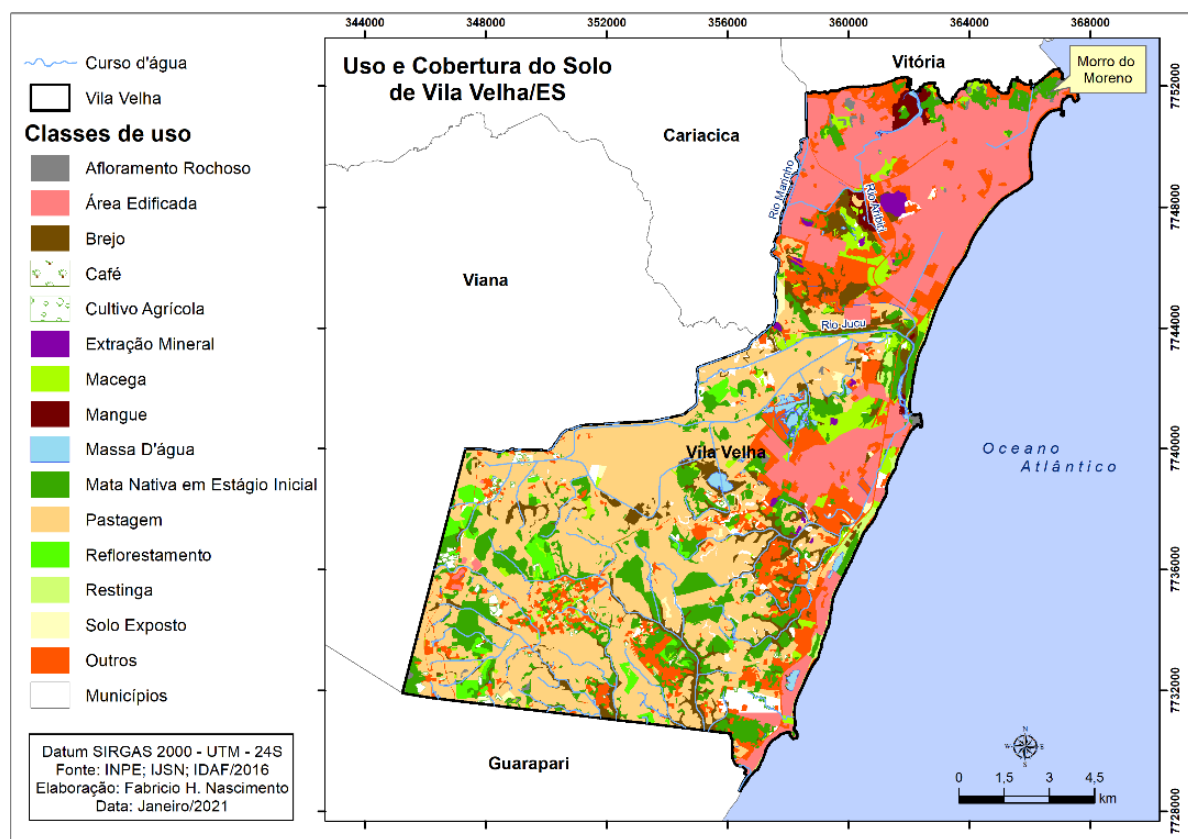 344000
348000
352000
356000
360000
364000
368000
Curso d'água
Vila Velha
Classes de uso
Afloramento Rochoso
Área Edificada
Brejo
Café
Cultivo Agrícola
Extração Mineral
Macega
Mangue
Massa D'água
Mata Nativa em Estágio Inicial
Pastagem
Reflorestamento
Restinga
Solo Exposto
Outros
Municípios
Datum SIRGAS 2000 - UTM - 24S
Fonte: INPE; IJSN; IDAF/2016
Elaboração: Fabricio H. Nascimento
Data: Janeiro/2021
Uso e Cobertura do Solo
de Vila Velha/ES
Vitória
Morro do
Moreno
Cariacica
Rio Marinho
Rio Aribiri
Viana
Rio Jucu
Vila Velha
Oceano
Atlântico
Guarapari
N
W
E
S
0
1,5
3
4,5
km
7752000
7748000
7744000
7740000
7736000
7732000
7728000